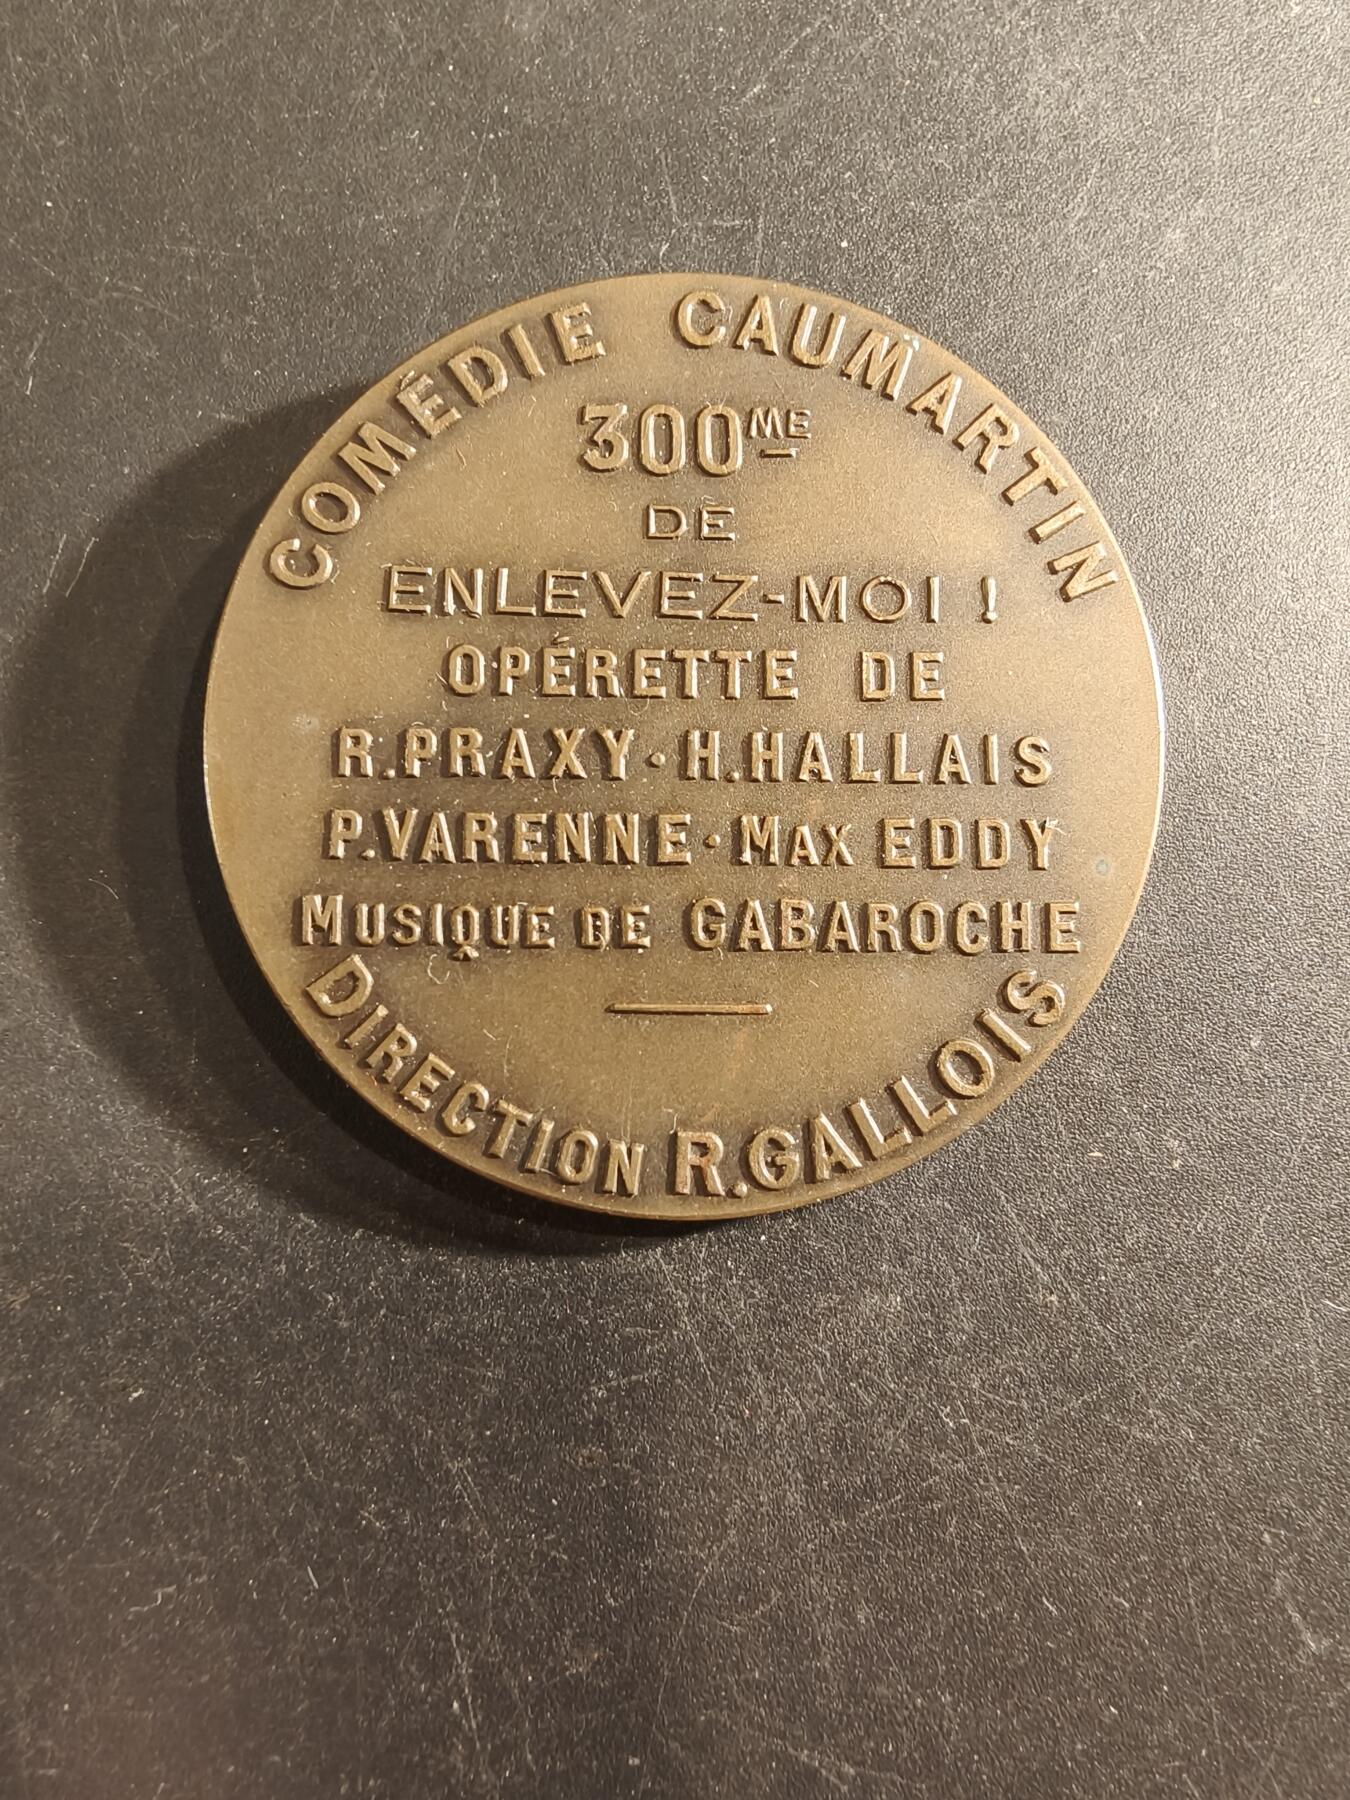 COMÉDIE CAUMARTIN
300ME
DE
ENLEVEZ-MOI !
OPÉRETTE DE
R.PRAXY · H.HALLAIS
P.VARENNE · MAX EDDY
MUSIQUE DE GABAROCHE
DIRECTION R.GALLOIS